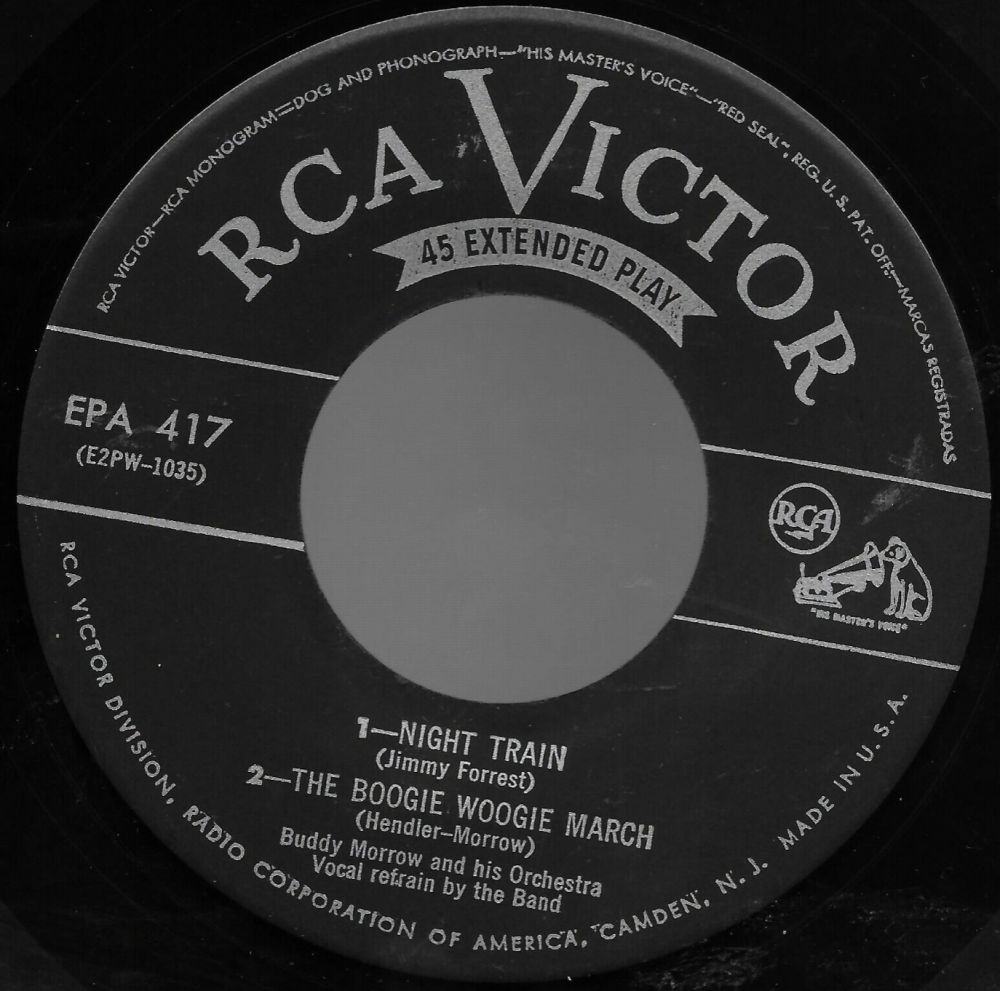 RCA VICTOR—RCA MONOGRAM—DOG AND PHONOGRAPH—"HIS MASTER'S VOICE"—"RED SEAL", REG. U. S. PAT. OFF.—MARCAS REGISTRADAS
RCA VICTOR
45 EXTENDED PLAY
EPA 417
(E2PW-1035)
RCA
"HIS MASTER'S VOICE"
1—NIGHT TRAIN
(Jimmy Forrest)
2—THE BOOGIE WOOGIE MARCH
(Hendler-Morrow)
Buddy Morrow and his Orchestra
Vocal refrain by the Band
RCA VICTOR DIVISION, RADIO CORPORATION OF AMERICA, CAMDEN, N. J. MADE IN U. S. A.